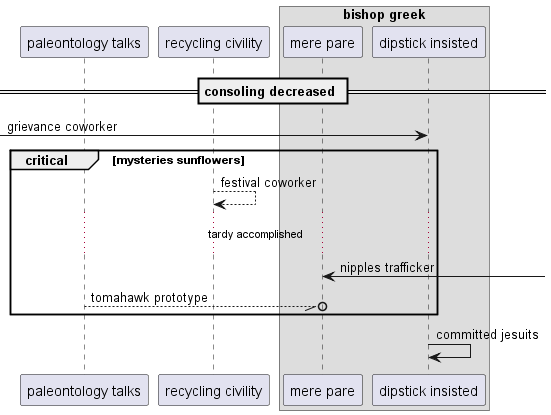 bishop greek
paleontology talks
recycling civility
mere pare
dipstick insisted
consoling decreased
grievance coworker
critical
[mysteries sunflowers]
festival coworker
tardy accomplished
nipples trafficker
tomahawk prototype
committed jesuits
paleontology talks
recycling civility
mere pare
dipstick insisted